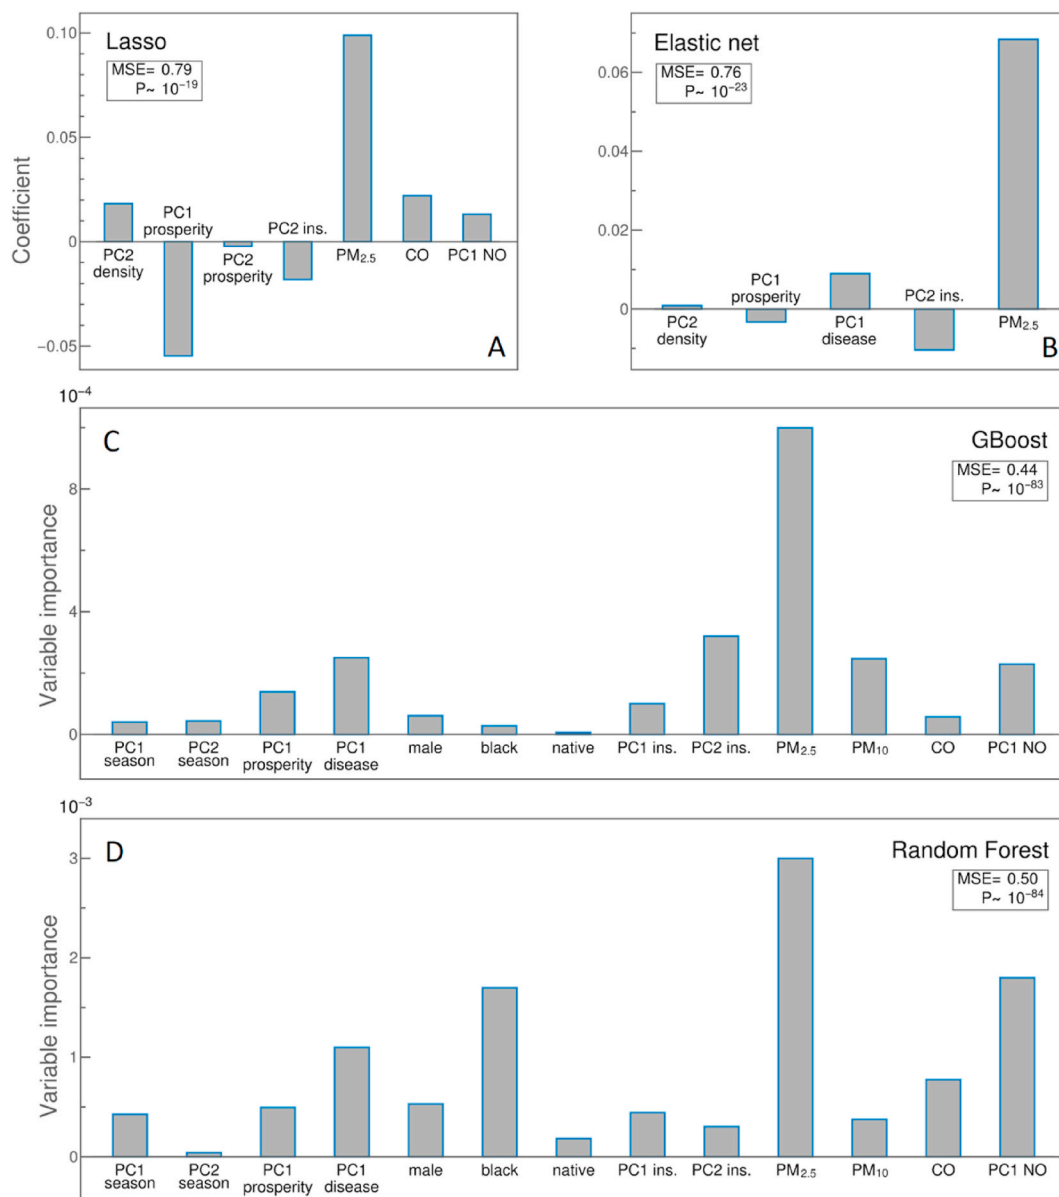 Lasso
MSE= 0.79
P~ 10⁻¹⁹
Coefficient
0.10
0.05
0
−0.05
PC2
density
PC1
prosperity
PC2
prosperity
PC2 ins.
PM₂.₅
CO
PC1 NO
A
Elastic net
MSE= 0.76
P~ 10⁻²³
0.06
0.04
0.02
0
PC2
density
PC1
prosperity
PC1
disease
PC2 ins.
PM₂.₅
B
10⁻⁴
C
GBoost
MSE= 0.44
P~ 10⁻⁸³
Variable importance
8
4
0
PC1
season
PC2
season
PC1
prosperity
PC1
disease
male
black
native
PC1 ins.
PC2 ins.
PM₂.₅
PM₁₀
CO
PC1 NO
10⁻³
D
Random Forest
MSE= 0.50
P~ 10⁻⁸⁴
Variable importance
3
2
1
0
PC1
season
PC2
season
PC1
prosperity
PC1
disease
male
black
native
PC1 ins.
PC2 ins.
PM₂.₅
PM₁₀
CO
PC1 NO